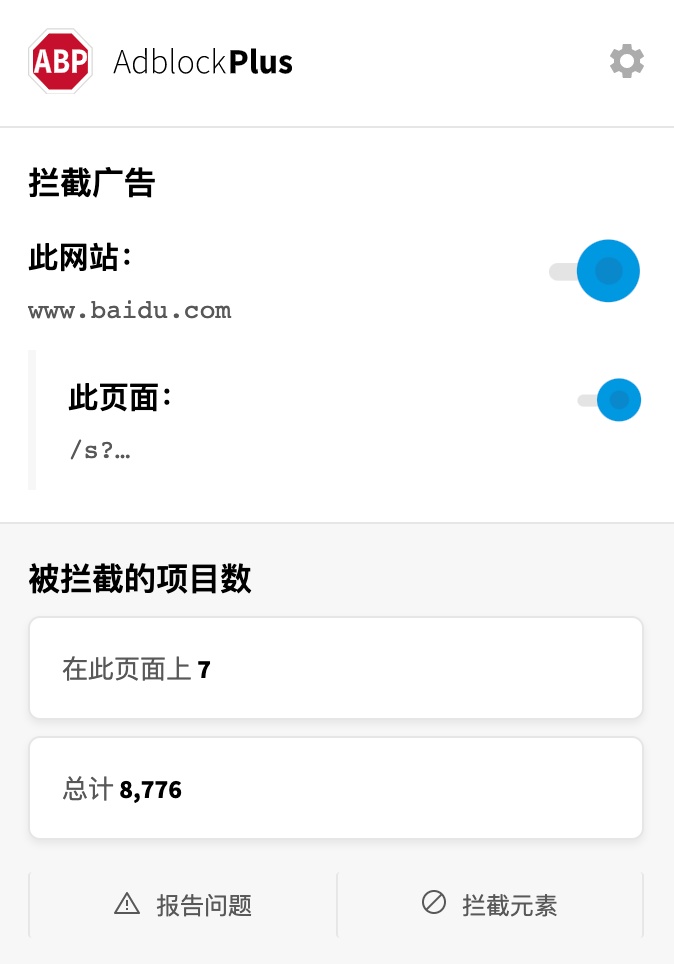 ABP AdblockPlus
拦截广告
此网站：
www.baidu.com
此页面：
/s?…
被拦截的项目数
在此页面上 7
总计 8,776
报告问题 拦截元素